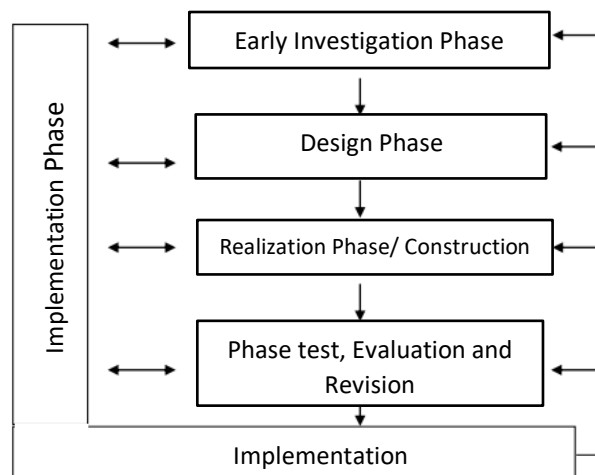 Early Investigation Phase
Design Phase
Implementation Phase
Realization Phase/ Construction
Phase test, Evaluation and
Revision
Implementation